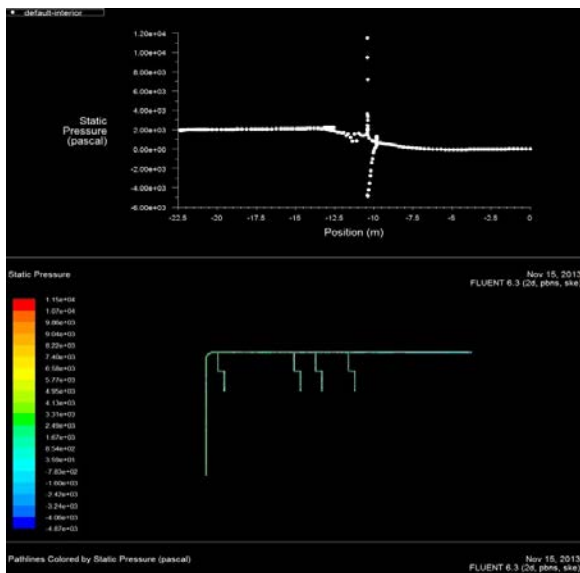 default-interior
1.20e+04
1.00e+04
8.00e+03
6.00e+03
Static
Pressure
(pascal)
4.00e+03
2.00e+03
0.00e+00
-2.00e+03
-4.00e+03
-6.00e+03
-22.5 -20 -17.5 -15 -12.5 -10 -7.5 -5 -2.5 0
Position (m)
Static Pressure
Nov 15, 2013
FLUENT 6.3 (2d, pbns, ske)
1.15e+04
1.07e+04
9.86e+03
9.04e+03
8.22e+03
7.40e+03
6.58e+03
5.77e+03
4.95e+03
4.13e+03
3.31e+03
2.49e+03
1.67e+03
8.54e+02
-7.83e+02
-1.60e+03
-2.42e+03
-3.24e+03
-4.06e+03
-4.87e+03
Pathlines Colored by Static Pressure (pascal)
Nov 15, 2013
FLUENT 6.3 (2d, pbns, ske)